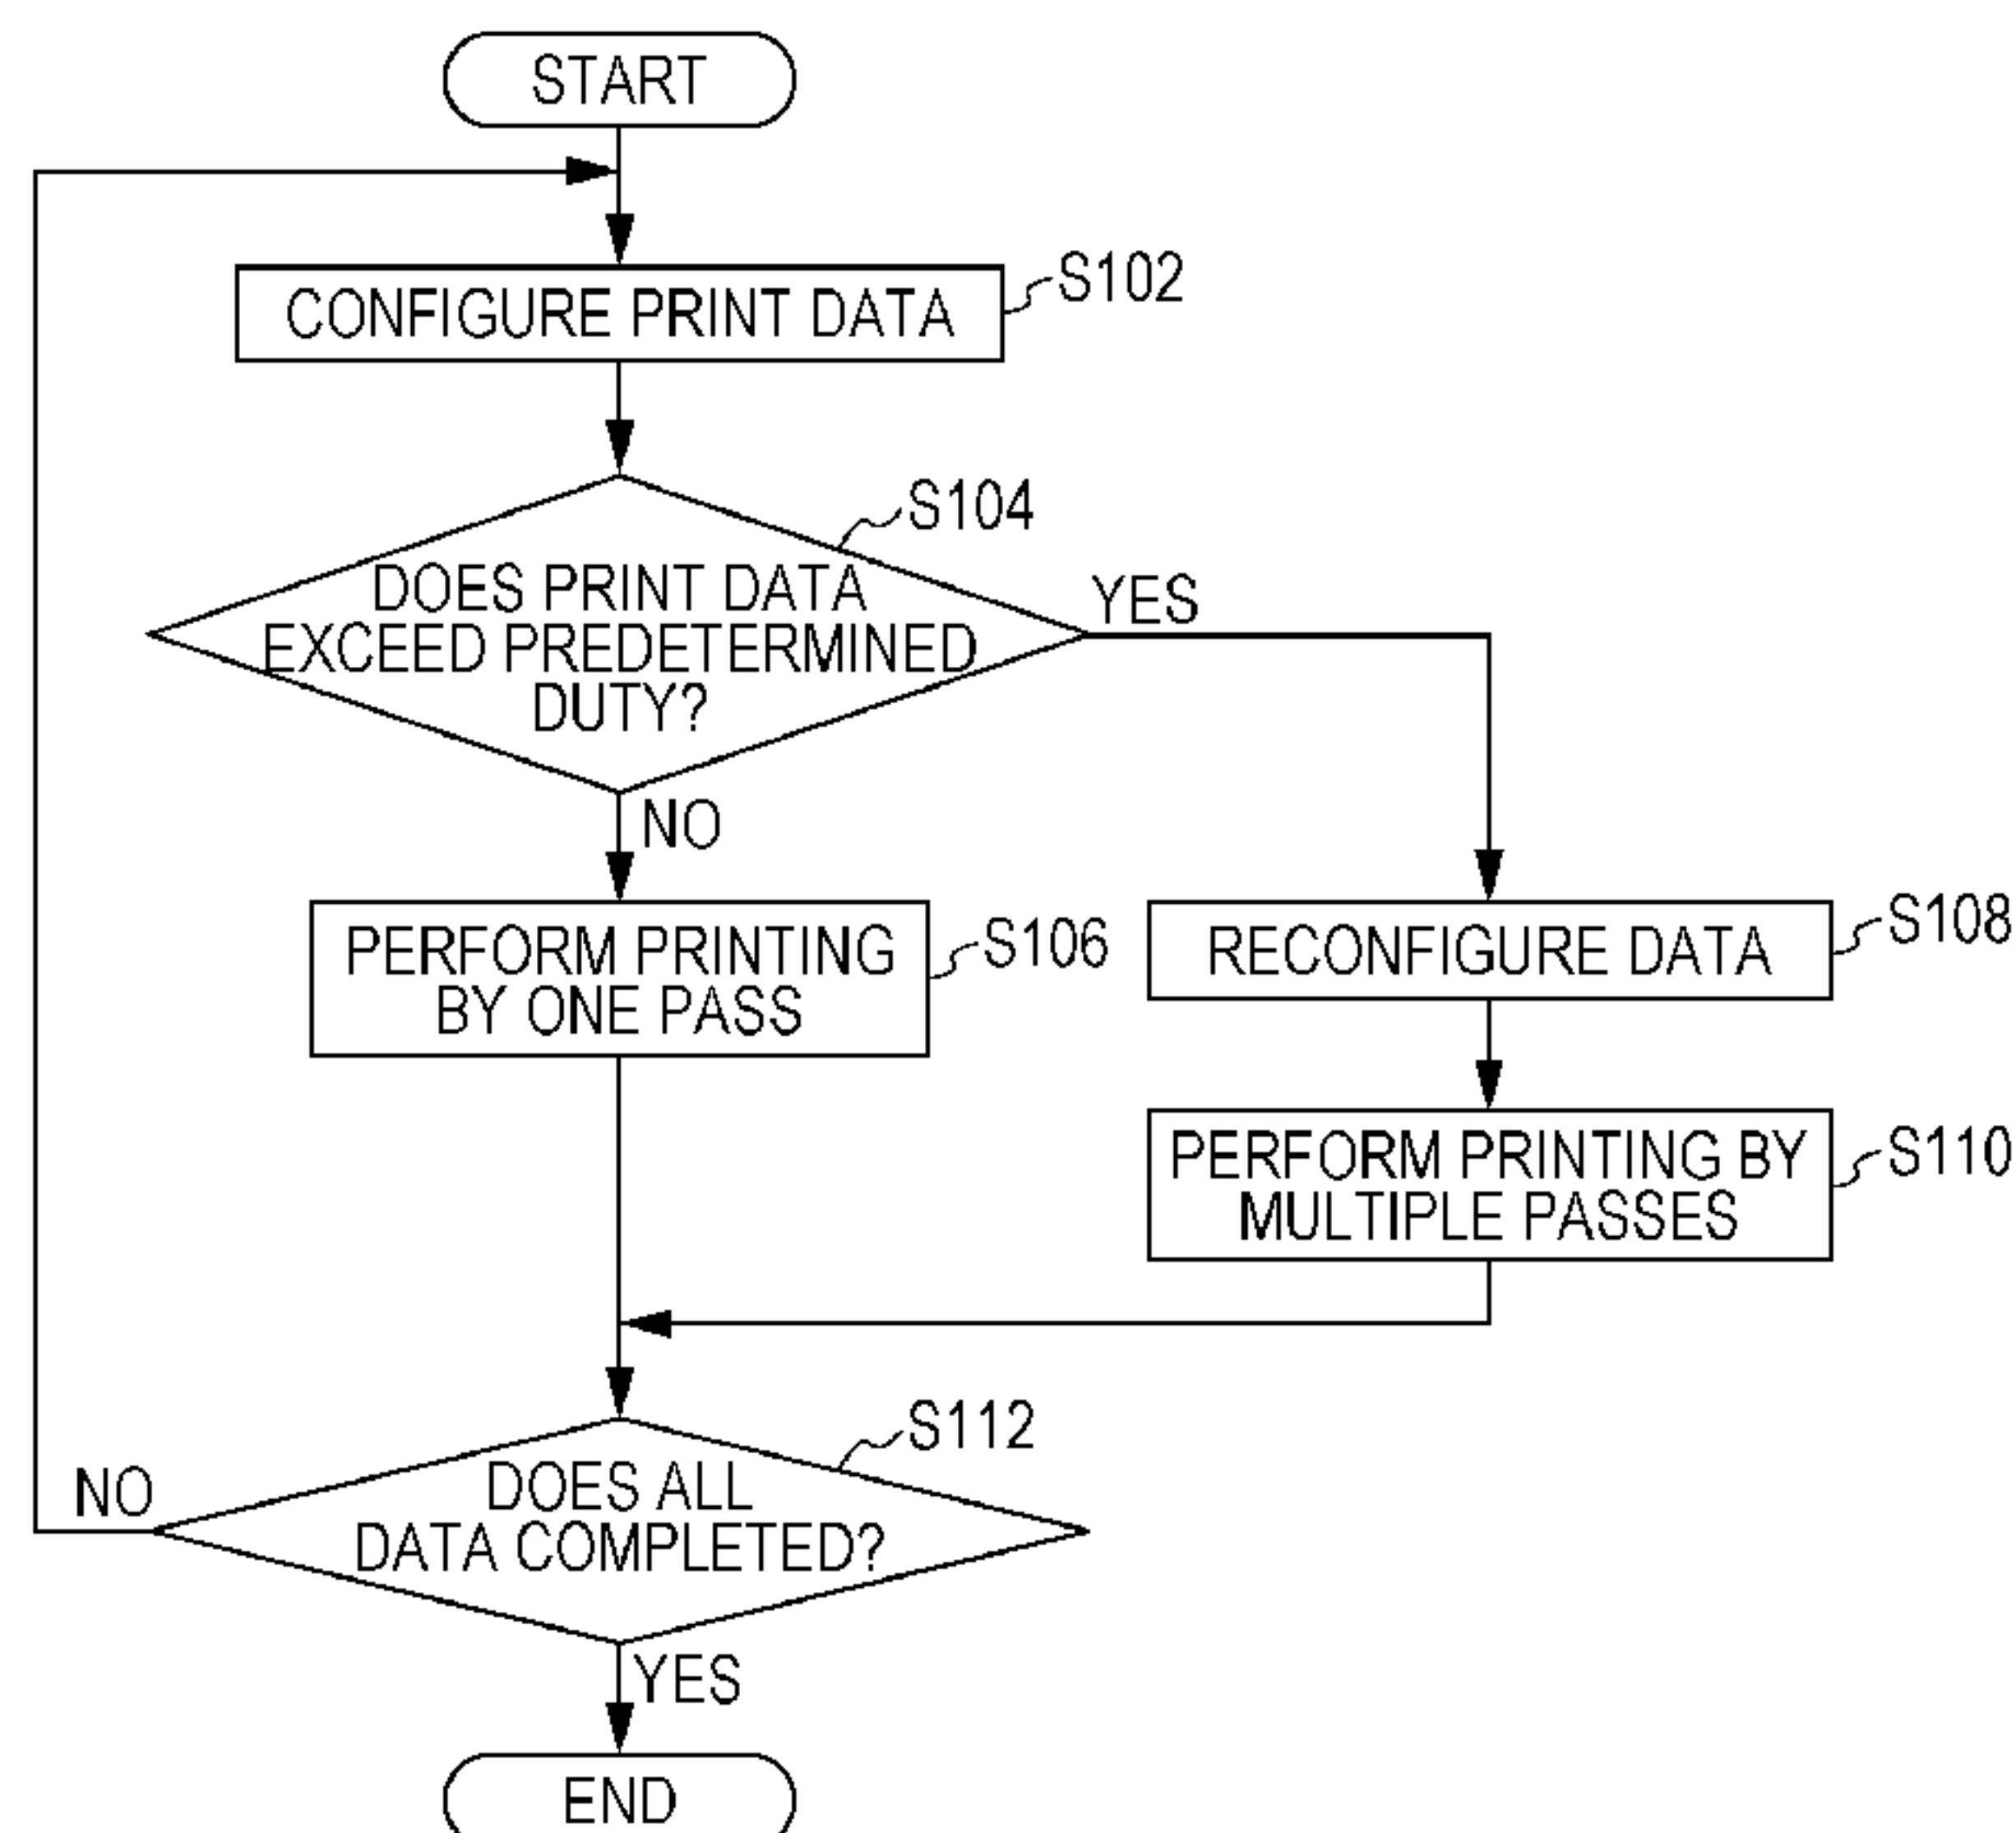 START
CONFIGURE PRINT DATA
S102
S104
DOES PRINT DATA
EXCEED PREDETERMINED
DUTY?
YES
NO
PERFORM PRINTING
BY ONE PASS
S106
RECONFIGURE DATA
S108
PERFORM PRINTING BY
MULTIPLE PASSES
S110
S112
DOES ALL
DATA COMPLETED?
NO
YES
END